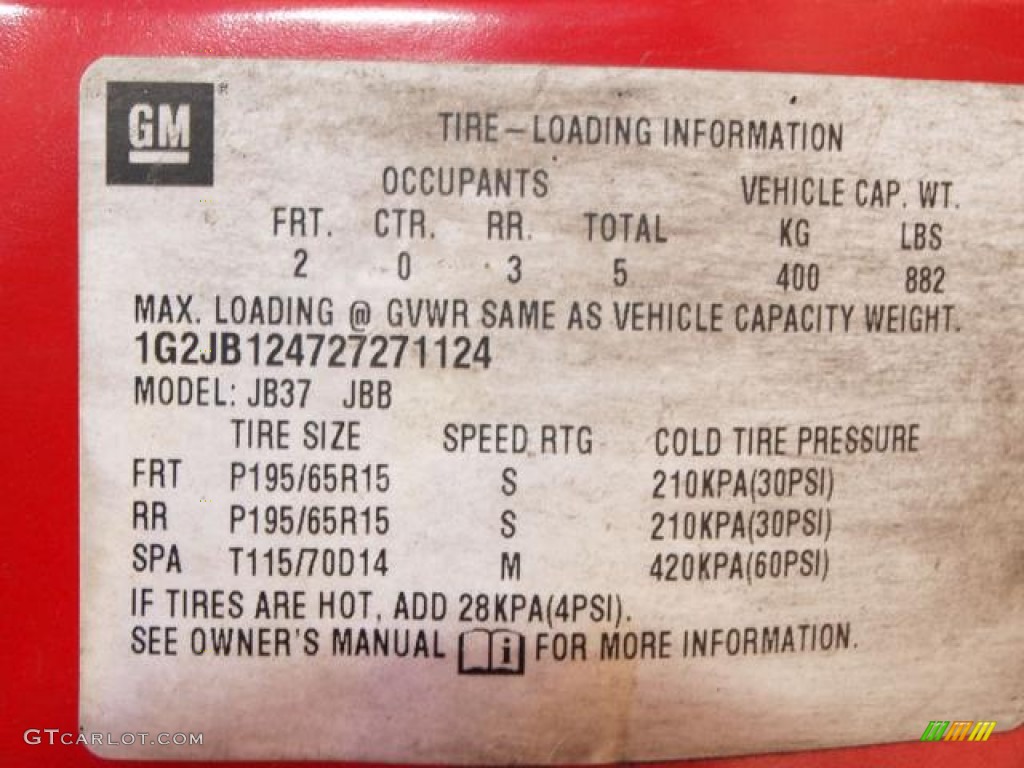 GM ®
TIRE-LOADING INFORMATION
OCCUPANTS VEHICLE CAP. WT.
FRT. CTR. RR. TOTAL KG LBS
2 0 3 5 400 882
MAX. LOADING @ GVWR SAME AS VEHICLE CAPACITY WEIGHT.
1G2JB124727271124
MODEL: JB37 JBB
TIRE SIZE SPEED RTG COLD TIRE PRESSURE
FRT P195/65R15 S 210KPA(30PSI)
RR P195/65R15 S 210KPA(30PSI)
SPA T115/70D14 M 420KPA(60PSI)
IF TIRES ARE HOT, ADD 28KPA(4PSI).
SEE OWNER'S MANUAL i FOR MORE INFORMATION.
GTCARLOT.COM